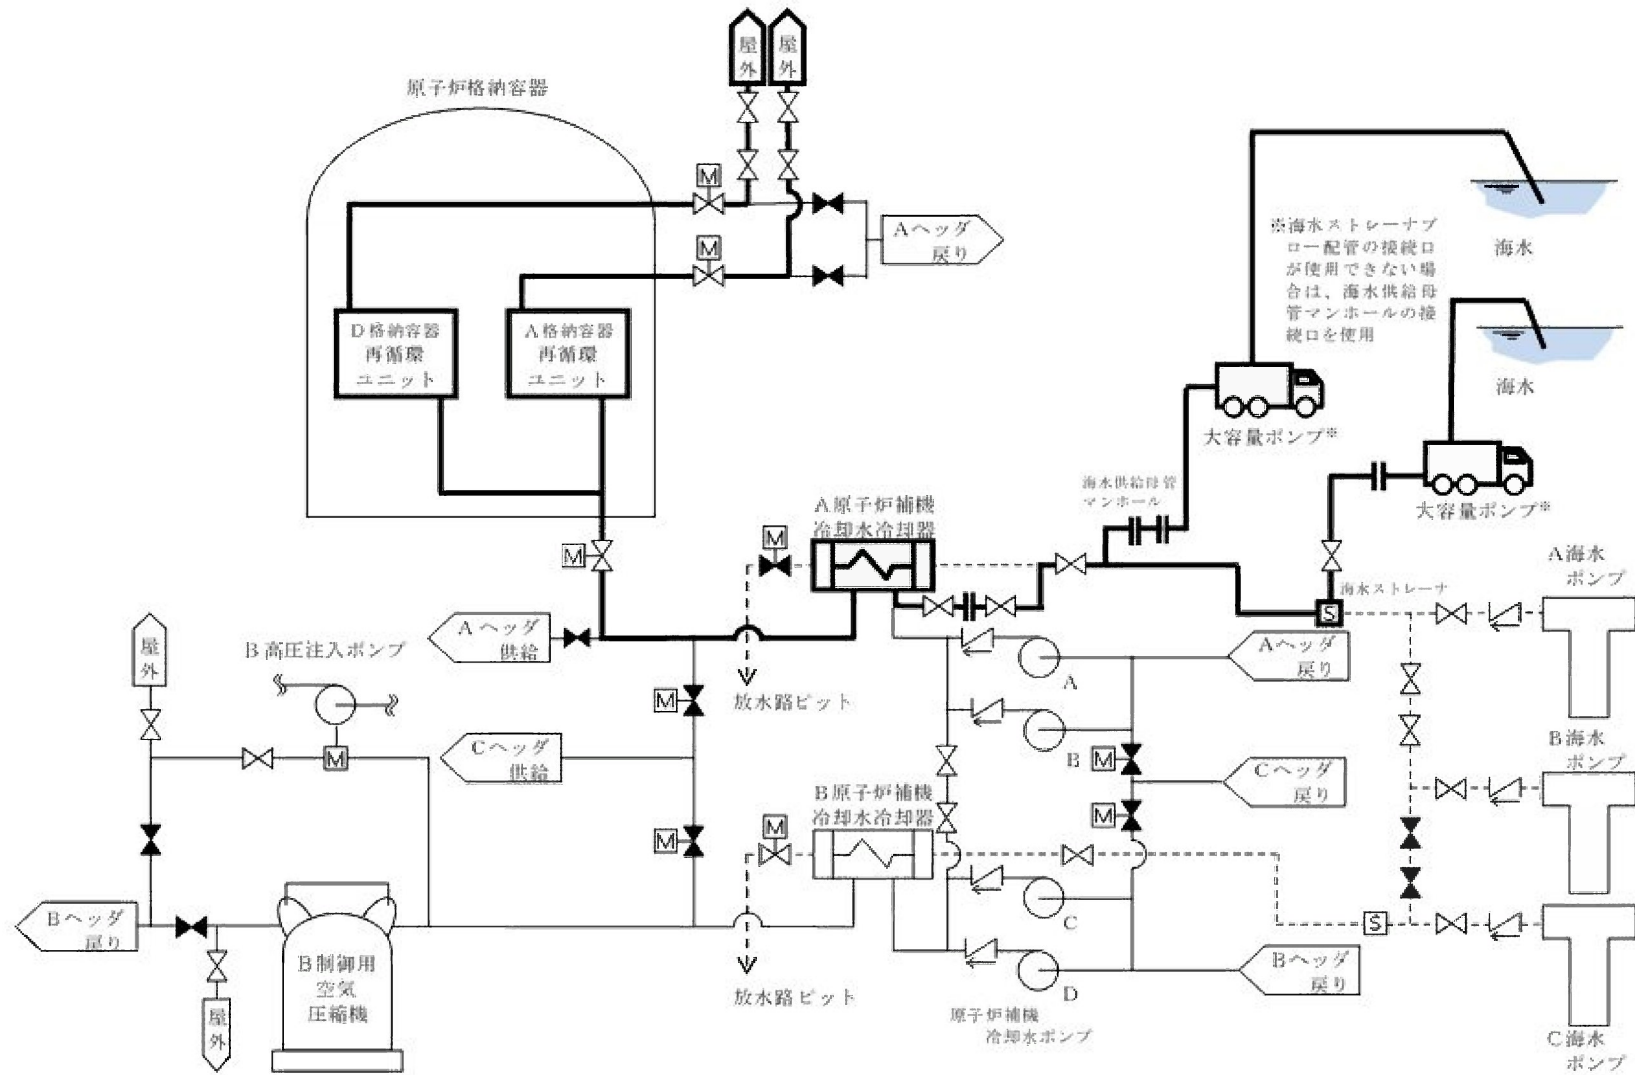 屋外
屋外
原子炉格納容器
M
M
Aヘッダ
戻り
D格納容器
再循環
ユニット
A格納容器
再循環
ユニット
※海水ストレーナブ
ロー配管の接続口
が使用できない場
合は、海水供給母
管マンホールの接
続口を使用
海水
海水
大容量ポンプ※
大容量ポンプ※
海水供給母管
マンホール
A原子炉補機
冷却水冷却器
M
M
海水ストレーナ
S
A海水
ポンプ
Aヘッダ
供給
屋外
B高圧注入ポンプ
M
放水路ピット
M
Cヘッダ
供給
A
B
Aヘッダ
戻り
M
Cヘッダ
戻り
M
B海水
ポンプ
B原子炉補機
冷却水冷却器
M
M
C
D
S
Bヘッダ
戻り
Bヘッダ
戻り
屋外
B制御用
空気
圧縮機
放水路ピット
原子炉補機
冷却水ポンプ
C海水
ポンプ